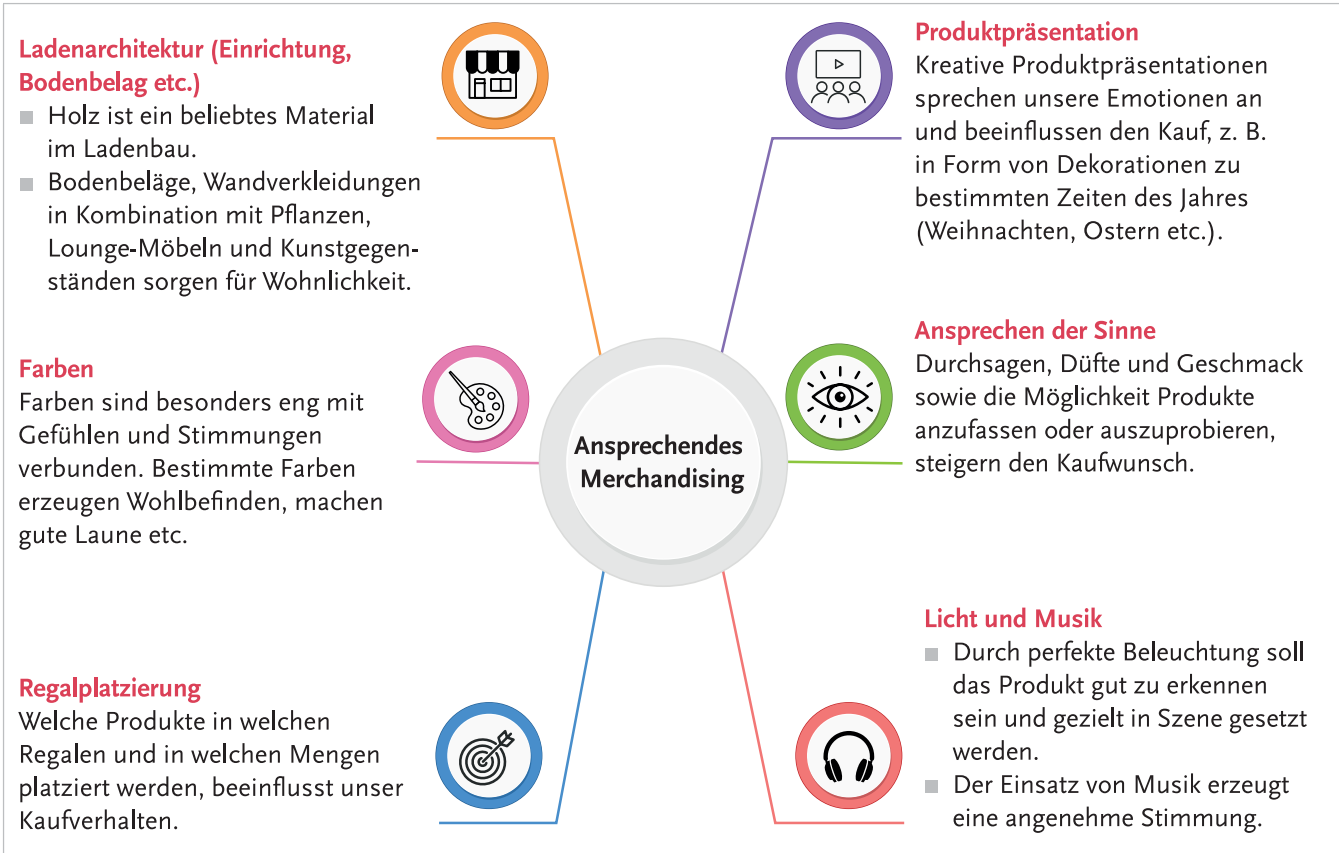 Ladenarchitektur (Einrichtung,
Bodenbelag etc.)
■ Holz ist ein beliebtes Material
im Ladenbau.
■ Bodenbeläge, Wandverkleidungen
in Kombination mit Pflanzen,
Lounge-Möbeln und Kunstgegen-
ständen sorgen für Wohnlichkeit.
Farben
Farben sind besonders eng mit
Gefühlen und Stimmungen
verbunden. Bestimmte Farben
erzeugen Wohlbefinden, machen
gute Laune etc.
Regalplatzierung
Welche Produkte in welchen
Regalen und in welchen Mengen
platziert werden, beeinflusst unser
Kaufverhalten.
Ansprechendes
Merchandising
Produktpräsentation
Kreative Produktpräsentationen
sprechen unsere Emotionen an
und beeinflussen den Kauf, z. B.
in Form von Dekorationen zu
bestimmten Zeiten des Jahres
(Weihnachten, Ostern etc.).
Ansprechen der Sinne
Durchsagen, Düfte und Geschmack
sowie die Möglichkeit Produkte
anzufassen oder auszuprobieren,
steigern den Kaufwunsch.
Licht und Musik
■ Durch perfekte Beleuchtung soll
das Produkt gut zu erkennen
sein und gezielt in Szene gesetzt
werden.
■ Der Einsatz von Musik erzeugt
eine angenehme Stimmung.